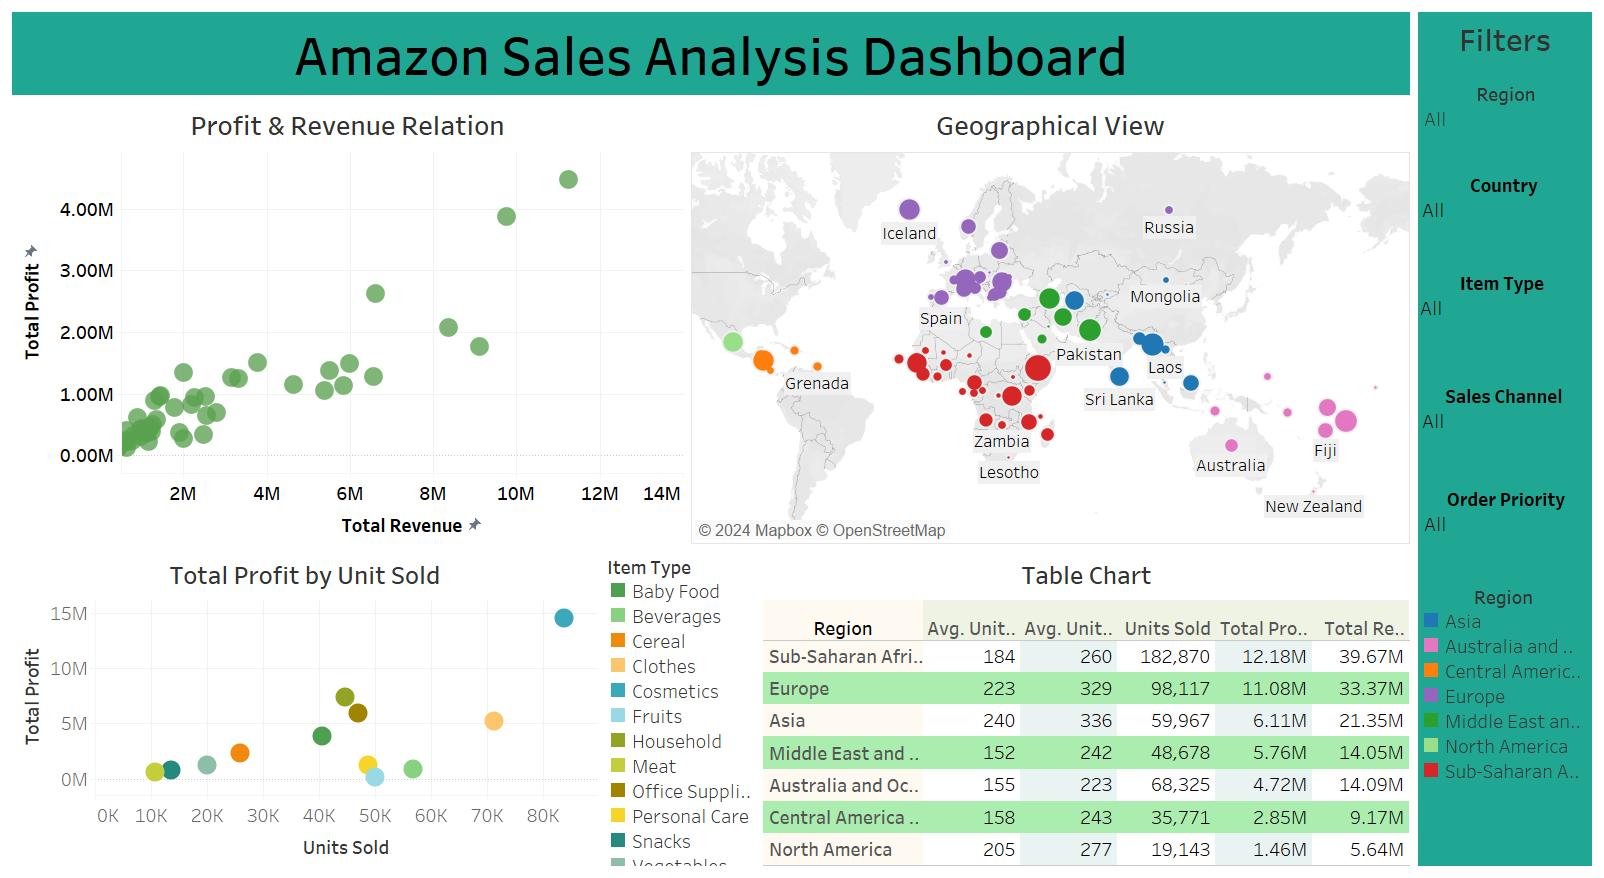 Amazon Sales Analysis Dashboard
Profit & Revenue Relation
Total Profit
4.00M
3.00M
2.00M
1.00M
0.00M
2M 4M 6M 8M 10M 12M 14M
Total Revenue
Geographical View
Iceland
Russia
Mongolia
Spain
Pakistan
Laos
Grenada
Sri Lanka
Zambia
Lesotho
Fiji
Australia
New Zealand
© 2024 Mapbox © OpenStreetMap
Total Profit by Unit Sold
Total Profit
15M
10M
5M
0M
0K 10K 20K 30K 40K 50K 60K 70K 80K
Units Sold
Item Type
Baby Food
Beverages
Cereal
Clothes
Cosmetics
Fruits
Household
Meat
Office Suppli..
Personal Care
Snacks
Vegetables
Table Chart
Region Avg. Unit.. Avg. Unit.. Units Sold Total Pro.. Total Re..
Sub-Saharan Afri.. 184 260 182,870 12.18M 39.67M
Europe 223 329 98,117 11.08M 33.37M
Asia 240 336 59,967 6.11M 21.35M
Middle East and .. 152 242 48,678 5.76M 14.05M
Australia and Oc.. 155 223 68,325 4.72M 14.09M
Central America .. 158 243 35,771 2.85M 9.17M
North America 205 277 19,143 1.46M 5.64M
Filters
Region
All
Country
All
Item Type
All
Sales Channel
All
Order Priority
All
Region
Asia
Australia and ..
Central Americ..
Europe
Middle East an..
North America
Sub-Saharan A..